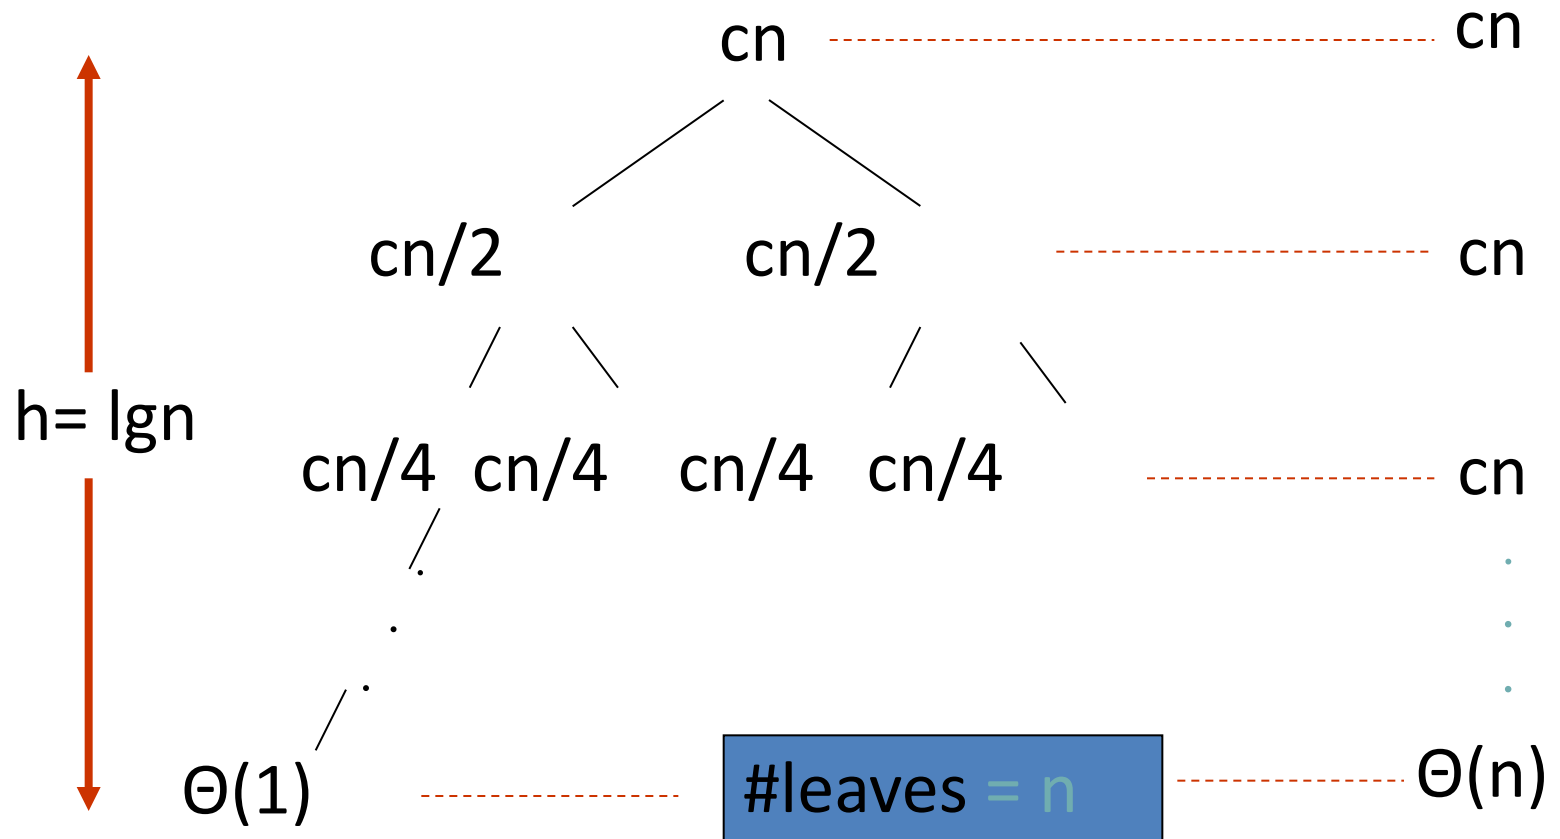 cn cn
cn/2 cn/2 cn
h= lgn
cn/4 cn/4 cn/4 cn/4 cn
Θ(1) #leaves = n Θ(n)